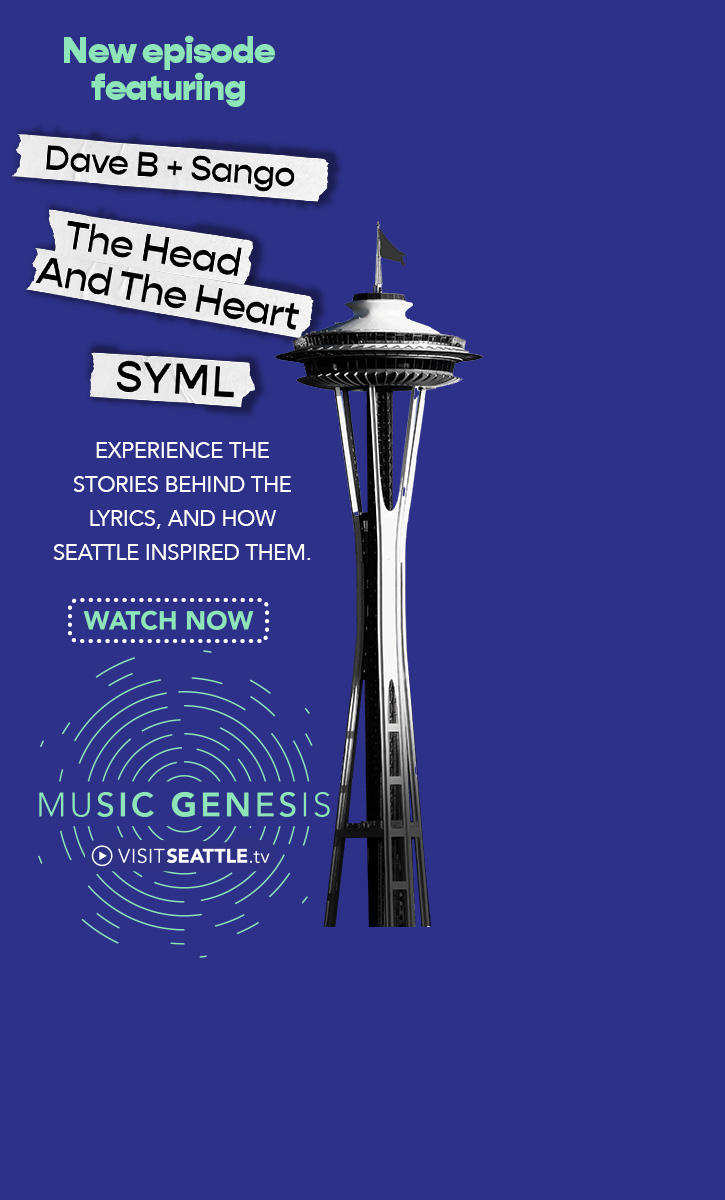 New episode
featuring
Dave B + Sango
The Head
And The Heart
SYML
EXPERIENCE THE
STORIES BEHIND THE
LYRICS, AND HOW
SEATTLE INSPIRED THEM.
WATCH NOW
MUSIC GENESIS
VISITSEATTLE.tv